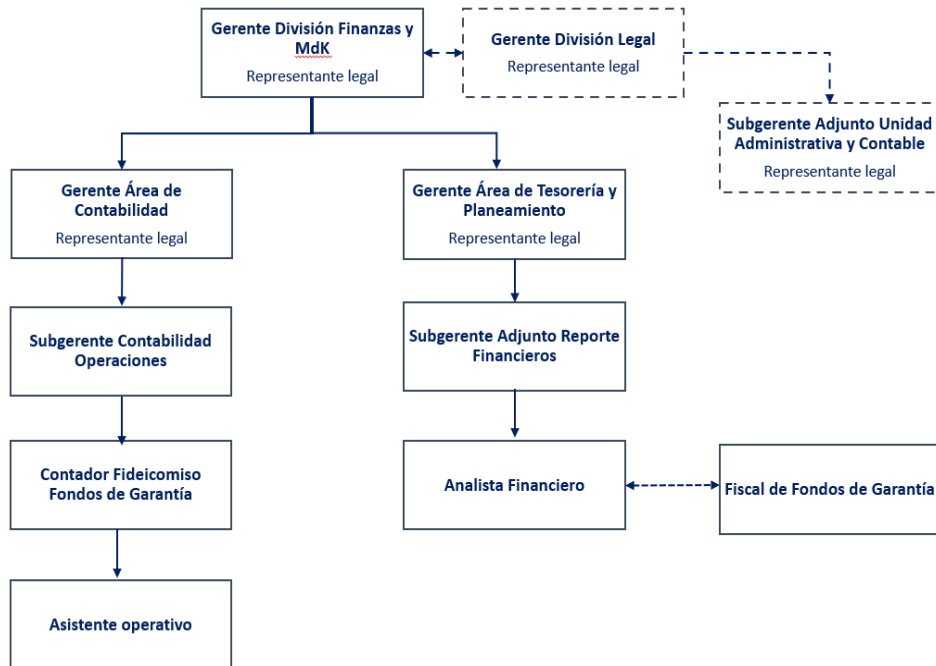 Gerente División Finanzas y
MdK
Representante legal
Gerente División Legal
Representante legal
Subgerente Adjunto Unidad
Administrativa y Contable
Representante legal
Gerente Área de
Contabilidad
Representante legal
Gerente Área de Tesorería y
Planeamiento
Representante legal
Subgerente Contabilidad
Operaciones
Subgerente Adjunto Reporte
Financieros
Contador Fideicomiso
Fondos de Garantía
Analista Financiero
Fiscal de Fondos de Garantía
Asistente operativo